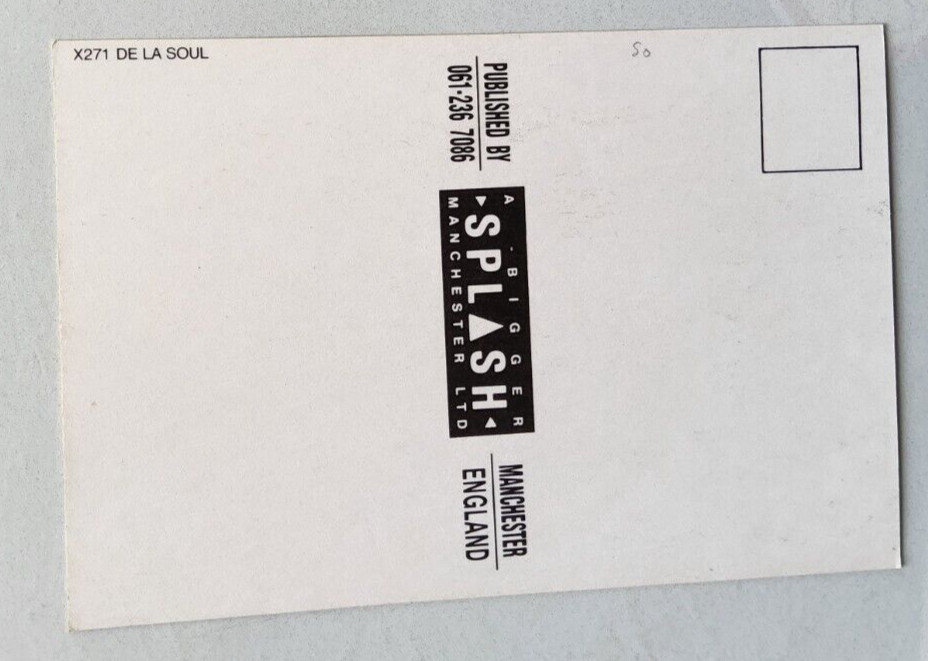 X271 DE LA SOUL
50
PUBLISHED BY
061-236 7086
A · BIGGER
SPLASH
MANCHESTER LTD
MANCHESTER
ENGLAND